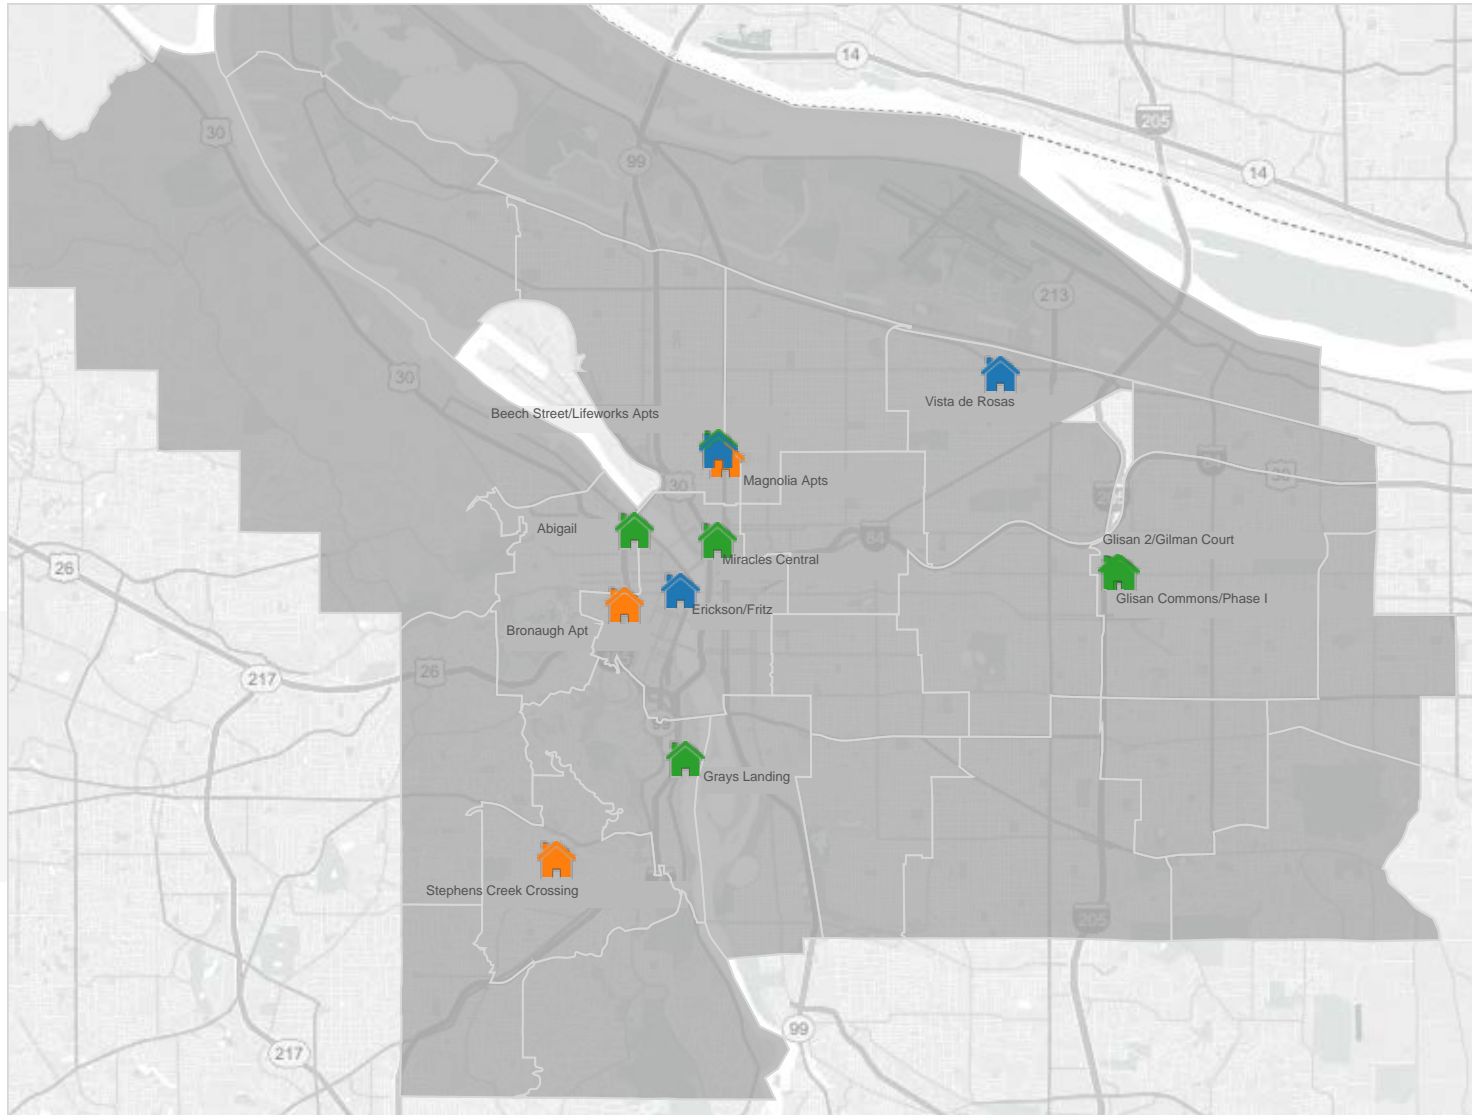 14
205
30
99
14
213
30
Vista de Rosas
Beech Street/Lifeworks Apts
84
30
30
Magnolia Apts
Abigail
84
Glisan 2/Gilman Court
Miracles Central
26
Glisan Commons/Phase I
Erickson/Fritz
Bronaugh Apt
26
217
Grays Landing
Stephens Creek Crossing
205
99
217